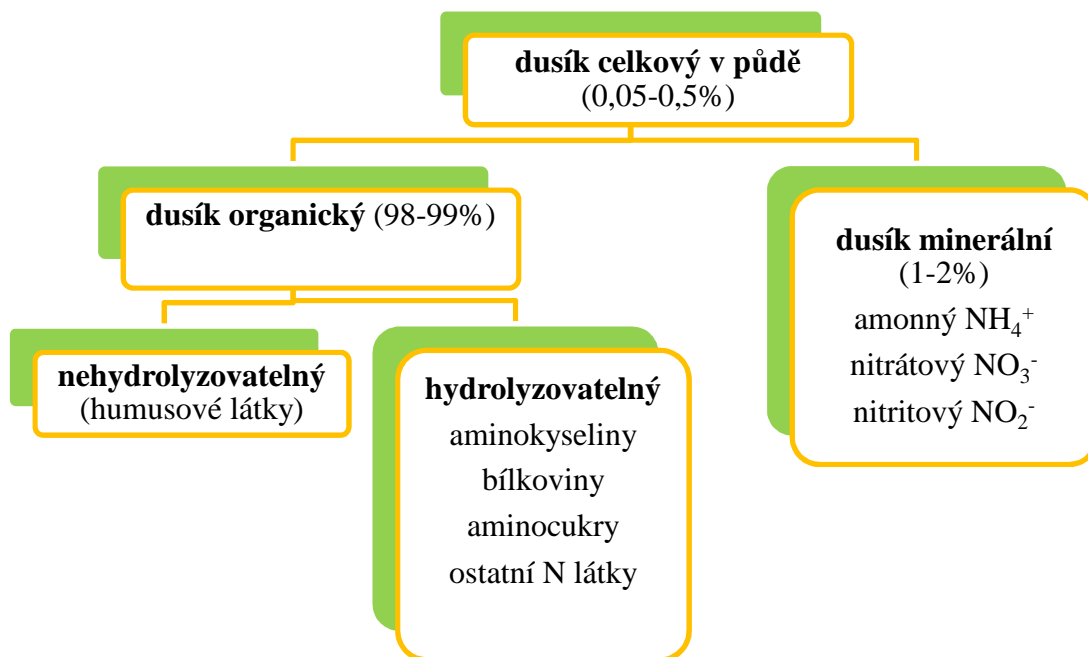 dusík celkový v půdě
(0,05-0,5%)
dusík organický (98-99%)
dusík minerální
(1-2%)
amonný NH₄⁺
nitrátový NO₃⁻
nitritový NO₂⁻
nehydrolyzovatelný
(humusové látky)
hydrolyzovatelný
aminokyseliny
bílkoviny
aminocukry
ostatní N látky